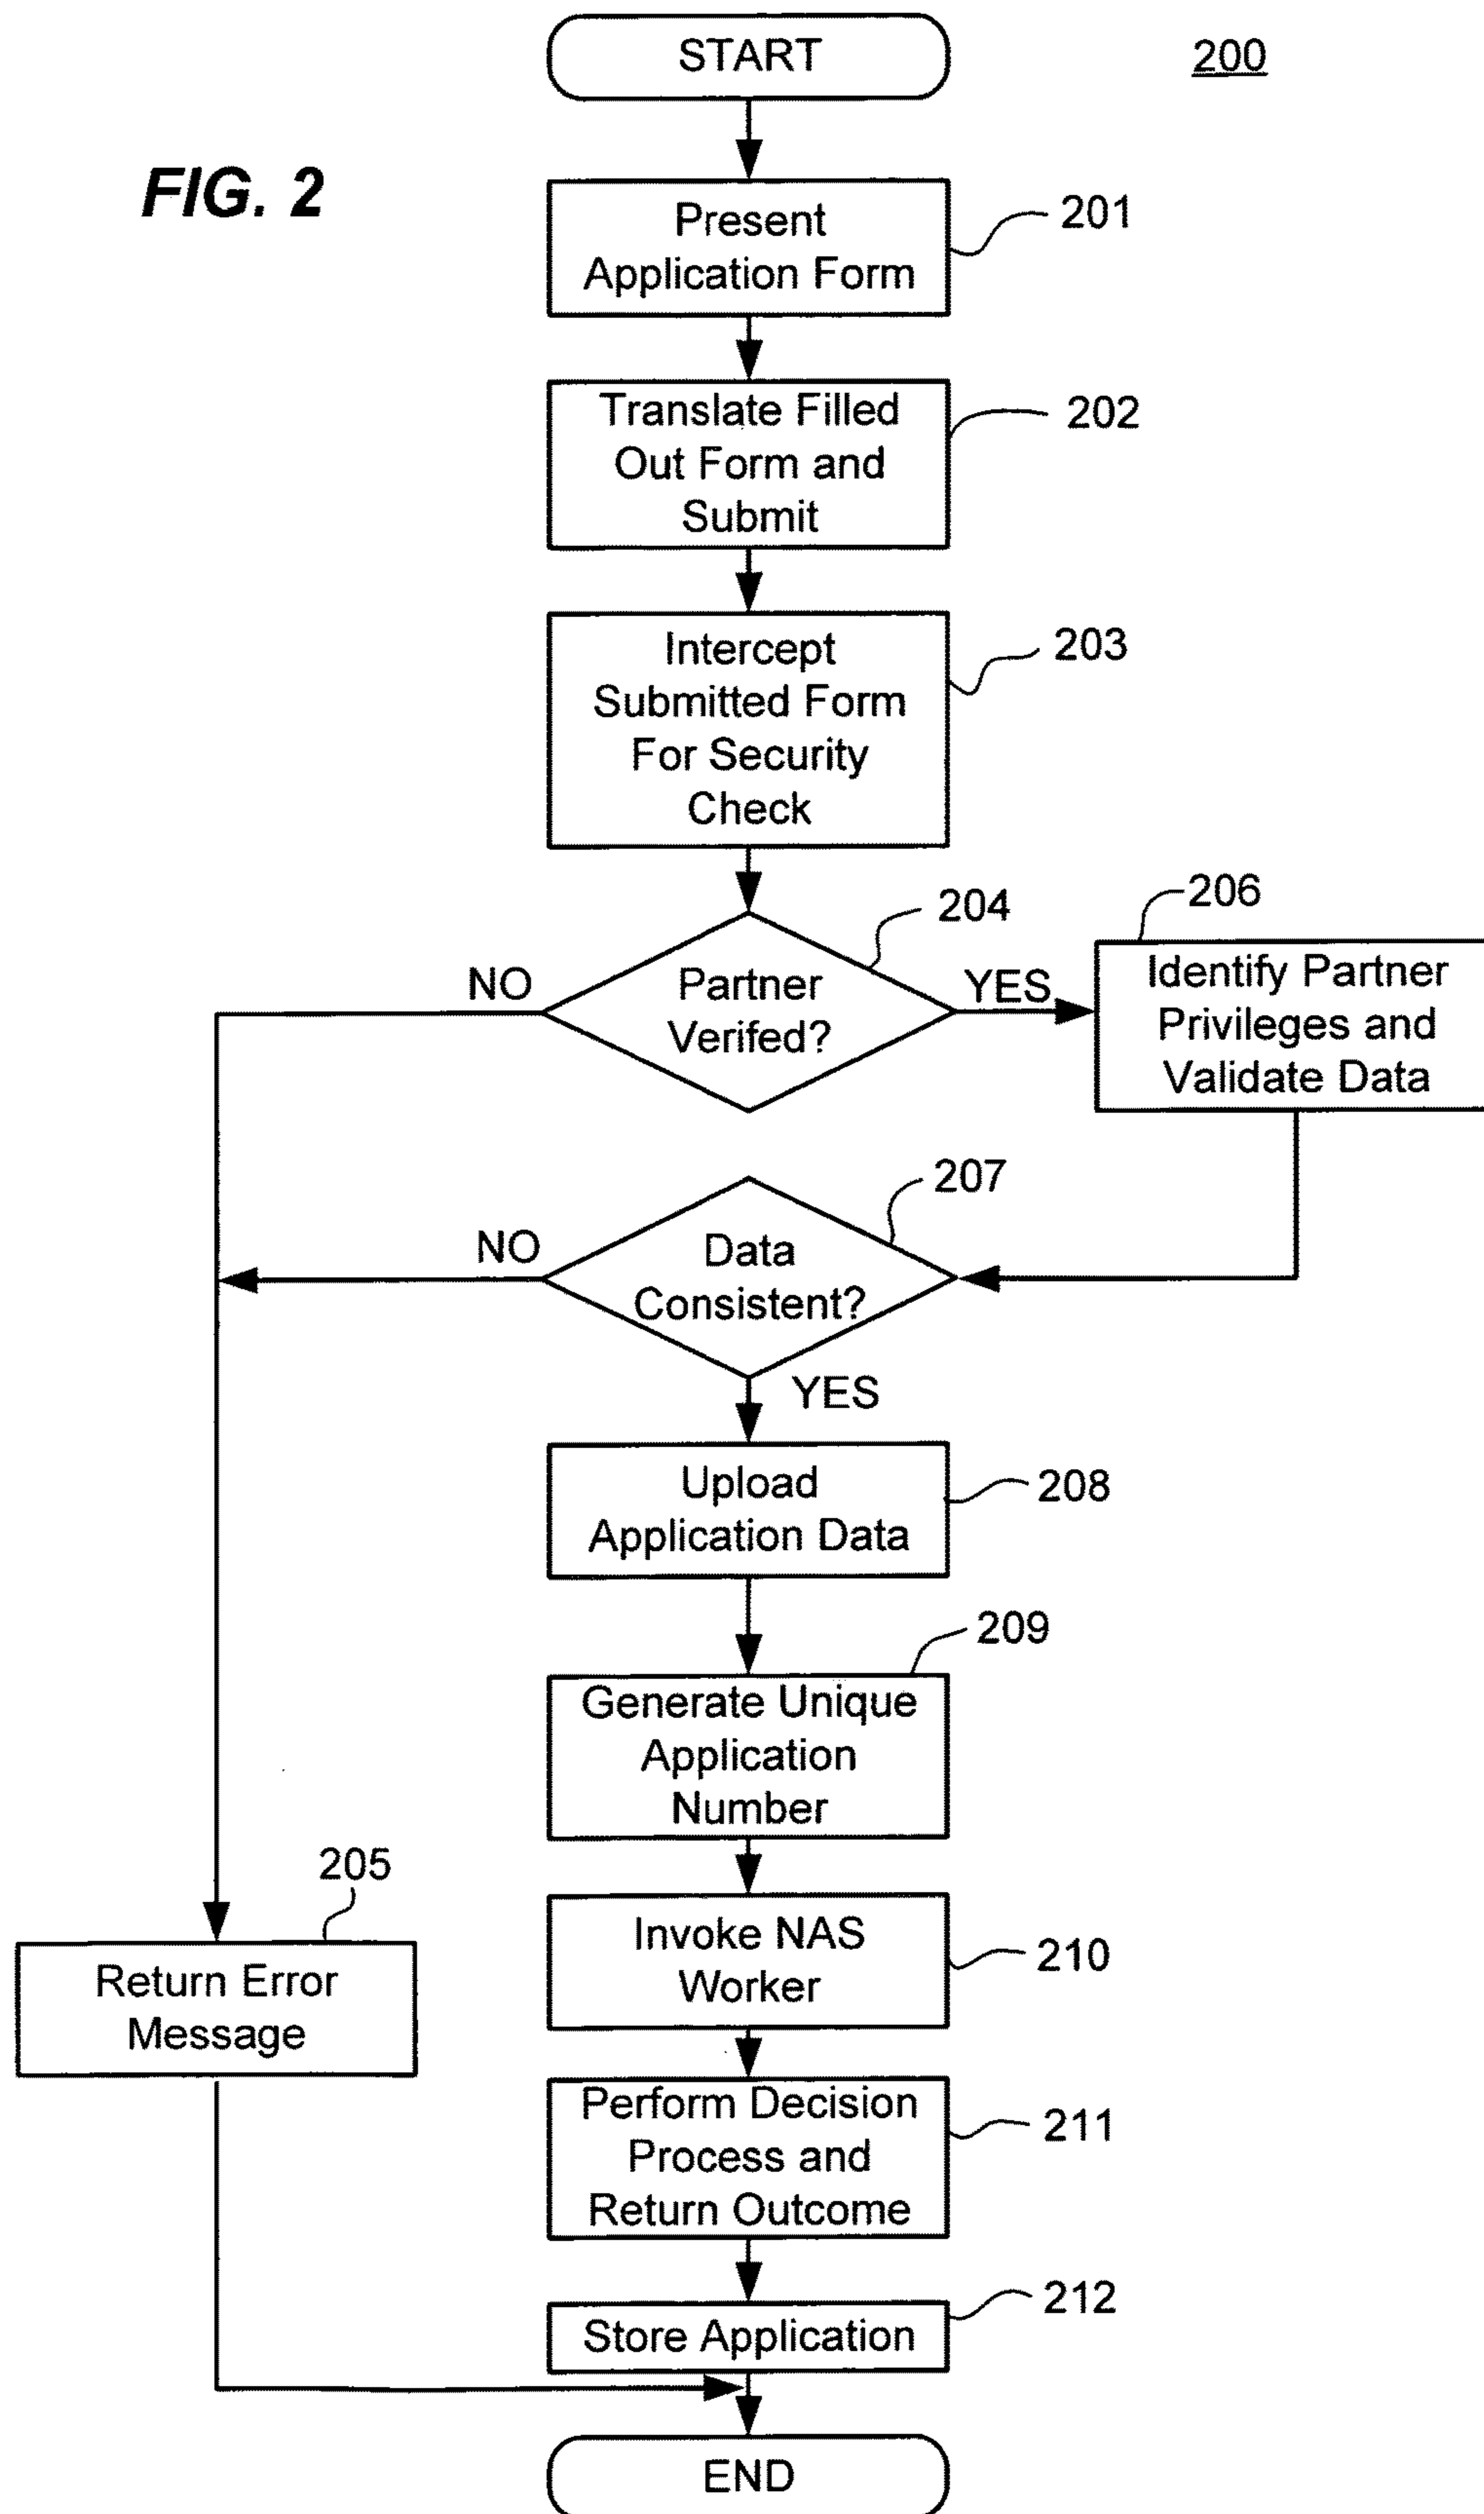 START
200
FIG. 2
Present
Application Form
201
Translate Filled
Out Form and
Submit
202
Intercept
Submitted Form
For Security
Check
203
204
NO
Partner
Verifed?
YES
206
Identify Partner
Privileges and
Validate Data
207
NO
Data
Consistent?
YES
Upload
Application Data
208
209
Generate Unique
Application
Number
205
Return Error
Message
Invoke NAS
Worker
210
Perform Decision
Process and
Return Outcome
211
Store Application
212
END